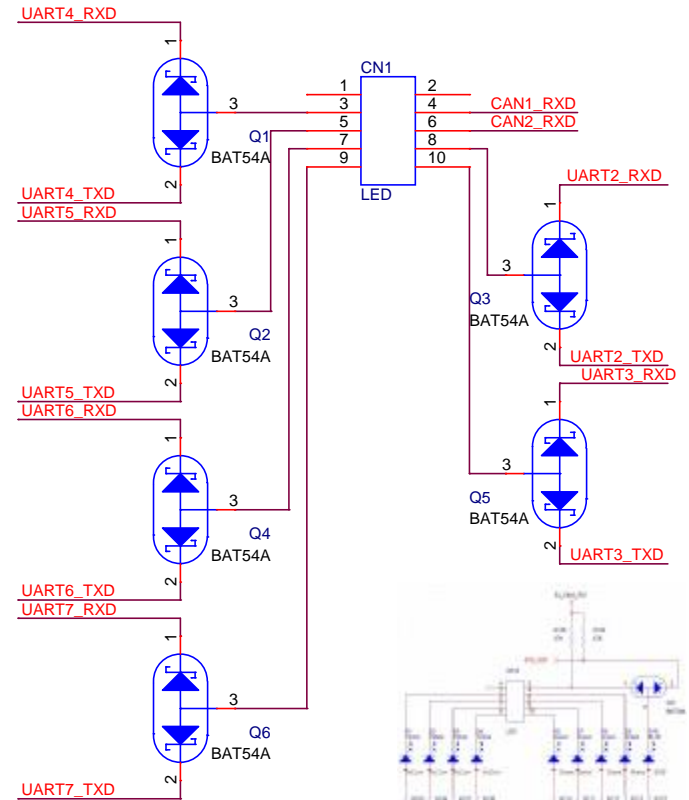 UART4_RXD
1
3
Q1
BAT54A
2
UART4_TXD
UART5_RXD
1
3
Q2
BAT54A
2
UART5_TXD
UART6_RXD
1
3
Q4
BAT54A
2
UART6_TXD
UART7_RXD
1
3
Q6
BAT54A
2
UART7_TXD
CN1
1 2
3 4
5 6
7 8
9 10
LED
CAN1_RXD
CAN2_RXD
UART2_RXD
1
3
Q3
BAT54A
2
UART2_TXD
UART3_RXD
1
3
Q5
BAT54A
2
UART3_TXD